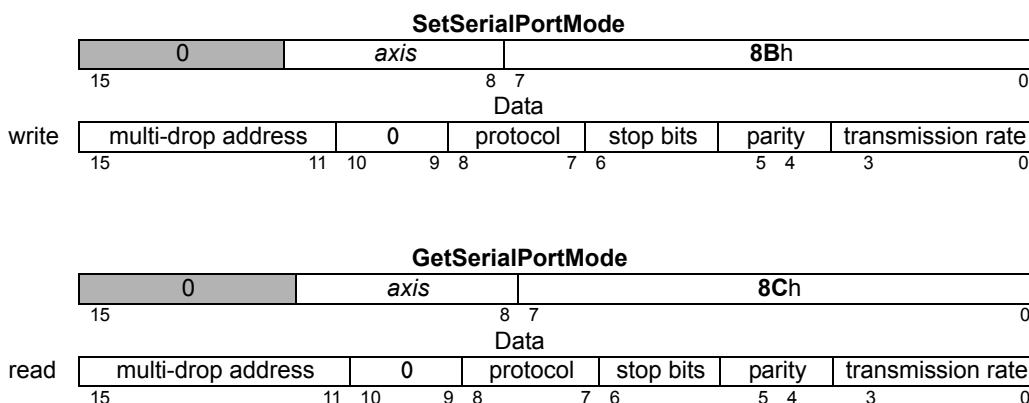 SetSerialPortMode
0 axis 8Bh
15 8 7 0
Data
write multi-drop address 0 protocol stop bits parity transmission rate
15 11 10 9 8 7 6 5 4 3 0
GetSerialPortMode
0 axis 8Ch
15 8 7 0
Data
read multi-drop address 0 protocol stop bits parity transmission rate
15 11 10 9 8 7 6 5 4 3 0